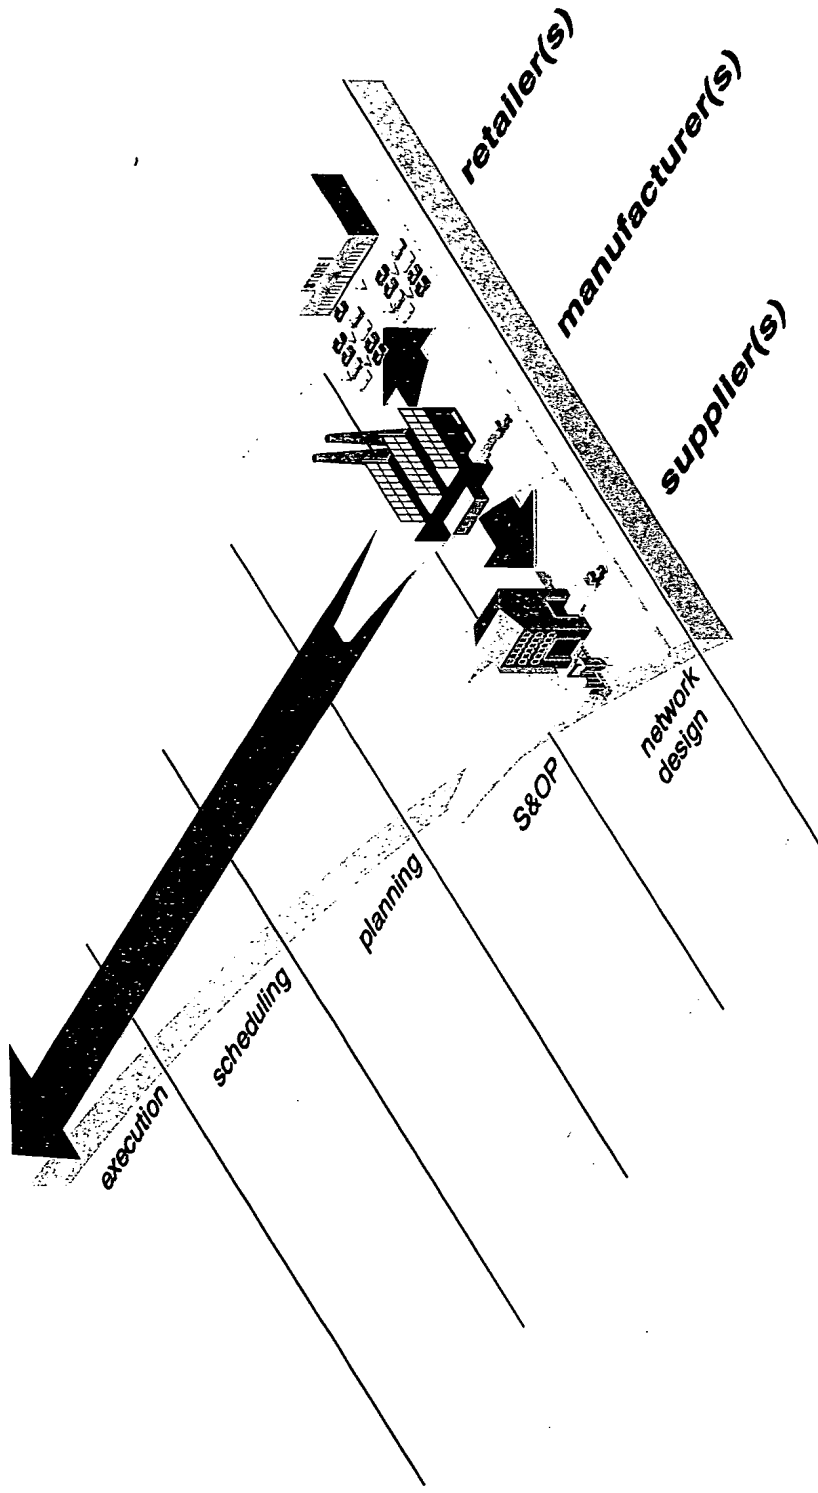 retailer(s)
manufacturer(s)
supplier(s)
network
design
S&OP
planning
scheduling
execution